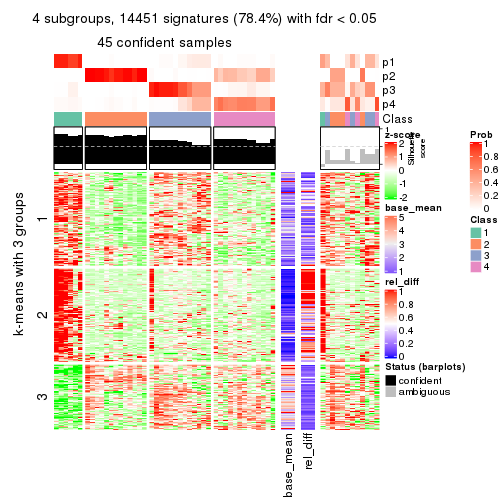 4 subgroups, 14451 signatures (78.4%) with fdr < 0.05
45 confident samples
p1
p2
p3
p4
Class
1
Silhouette
score
k-means with 3 groups
1
2
3
base_mean
rel_diff
z-score
2
1
0
-1
-2
base_mean
5
4
3
2
1
rel_diff
1
0.8
0.6
0.4
0.2
0
Status (barplots)
confident
ambiguous
Prob
1
0.8
0.6
0.4
0.2
0
Class
1
2
3
4